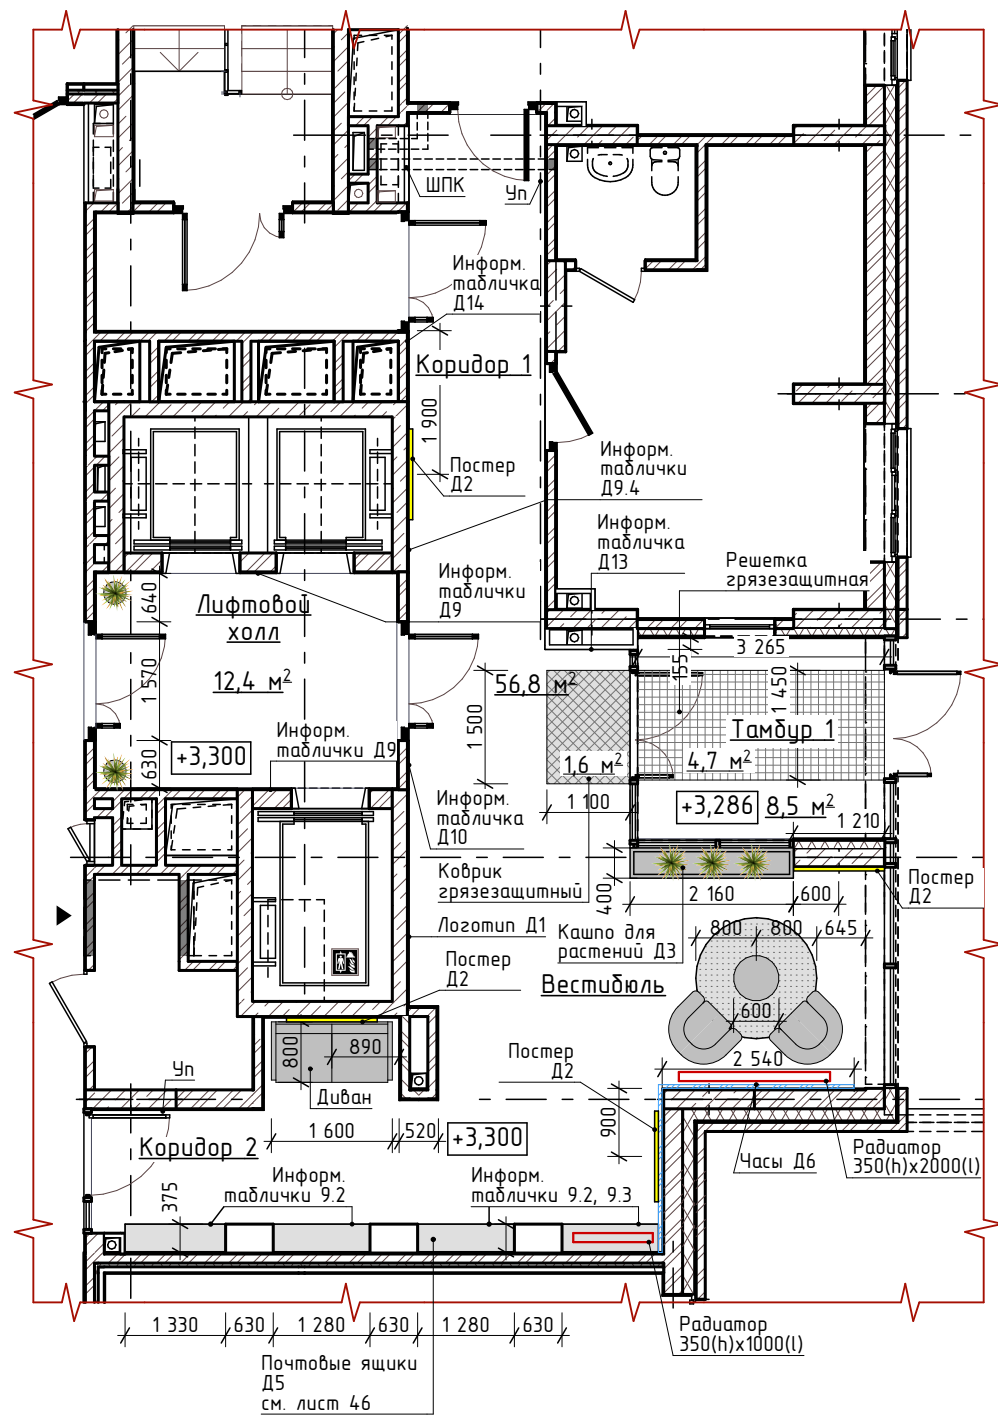 ШПК
Уп
Информ.
табличка
Д14
Коридор 1
1 900
Постер
Д2
Информ.
таблички
Д9.4
Информ.
табличка
Д13
Решетка
грязезащитная
Информ.
таблички
Д9
640
Лифтовой
холл
12,4 м²
1 570
630
+3,300
Информ.
таблички Д9
1 500
56,8 м²
155
3 265
1 450
Тамбур 1
4,7 м²
1,6 м²
1 100
+3,286
8,5 м²
1 210
Информ.
табличка
Д10
Коврик
грязезащитный
400
2 160
600
Постер
Д2
Логотип Д1
Кашпо для
растений Д3
800
800
645
Постер
Д2
Вестибюль
600
800
890
2 540
Уп
Диван
Постер
Д2
900
Коридор 2
1 600
520
+3,300
Часы Д6
Радиатор
350(h)x2000(l)
375
Информ.
таблички 9.2
Информ.
таблички 9.2, 9.3
1 330
630
1 280
630
1 280
630
Радиатор
350(h)x1000(l)
Почтовые ящики
Д5
см. лист 46